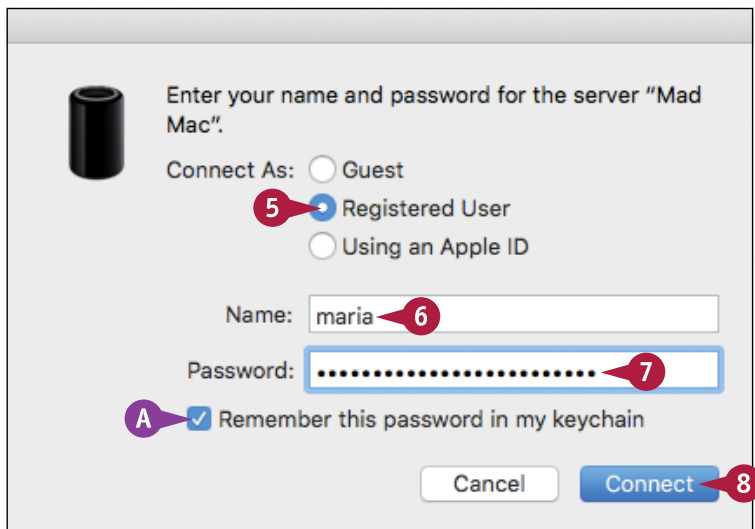 Enter your name and password for the server “Mad
Mac”.
Connect As: Guest
5 Registered User
Using an Apple ID
Name: maria 6
Password: •••••••••••••••••••••••••• 7
A Remember this password in my keychain
Cancel Connect 8